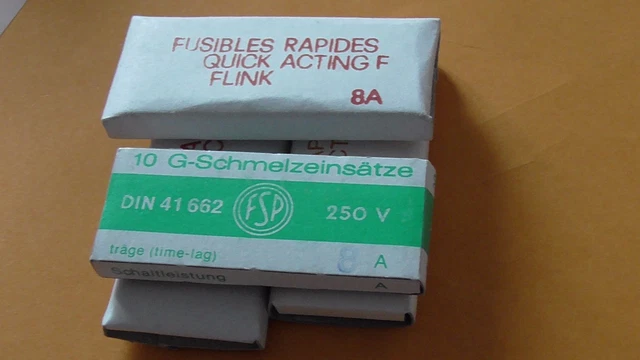 FUSIBLES RAPIDES
QUICK ACTING F
FLINK
8A
10 G-Schmelzeinsätze
DIN 41 662
FSP
250 V
träge (time-lag)
8 A
Schaltleistung
A